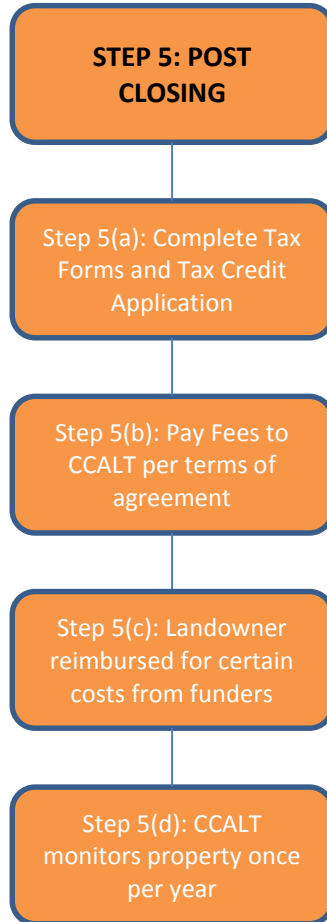 STEP 5: POST
CLOSING
Step 5(a): Complete Tax
Forms and Tax Credit
Application
Step 5(b): Pay Fees to
CCALT per terms of
agreement
Step 5(c): Landowner
reimbursed for certain
costs from funders
Step 5(d): CCALT
monitors property once
per year